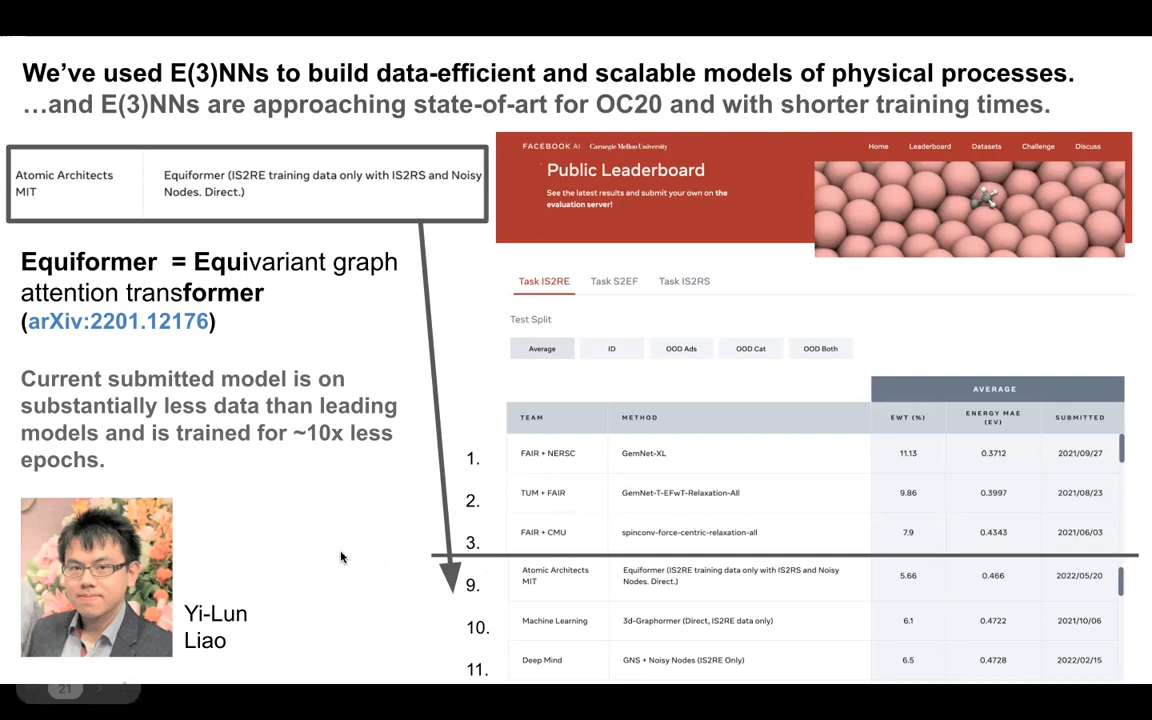 We've used E(3)NNs to build data-efficient and scalable models of physical processes.
…and E(3)NNs are approaching state-of-art for OC20 and with shorter training times.
Atomic Architects
MIT
Equiformer (IS2RE training data only with IS2RS and Noisy
Nodes. Direct.)
Equiformer = Equivariant graph
attention transformer
(arXiv:2201.12176)
Current submitted model is on
substantially less data than leading
models and is trained for ~10x less
epochs.
Yi-Lun
Liao
FACEBOOK AI Carnegie Mellon University Home Leaderboard Datasets Challenge Discuss
Public Leaderboard
See the latest results and submit your own on the
evaluation server!
Task IS2RE Task S2EF Task IS2RS
Test Split
Average ID OOD Ads OOD Cat OOD Both
AVERAGE
TEAM METHOD EWT (%) ENERGY MAE (EV) SUBMITTED
1. FAIR + NERSC GemNet-XL 11.13 0.3712 2021/09/27
2. TUM + FAIR GemNet-T-EFwT-Relaxation-All 9.86 0.3997 2021/08/23
3. FAIR + CMU spinconv-force-centric-relaxation-all 7.9 0.4343 2021/06/03
9. Atomic Architects MIT Equiformer (IS2RE training data only with IS2RS and Noisy Nodes. Direct.) 5.66 0.466 2022/05/20
10. Machine Learning 3d-Graphormer (Direct, IS2RE data only) 6.1 0.4722 2021/10/06
11. Deep Mind GNS + Noisy Nodes (IS2RE Only) 6.5 0.4728 2022/02/15
21